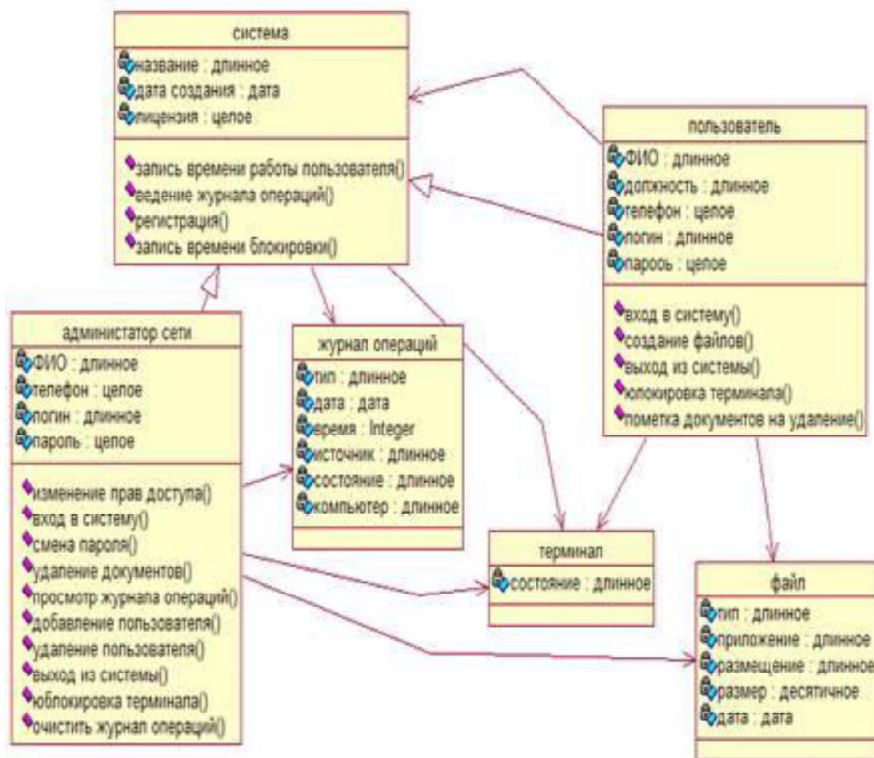 система
название : длинное
дата создания : дата
лицензия : целое
запись времени работы пользователя()
ведение журнала операций()
регистрация()
запись времени блокировки()
пользователь
ФИО : длинное
должность : длинное
телефон : целое
логин : длинное
парооь : целое
вход в систему()
создание файлов()
выход из системы()
юлокировка терминала()
пометка документов на удаление()
администатор сети
ФИО : длинное
телефон : целое
логин : длинное
пароль : целое
изменение прав доступа()
вход в систему()
смена пароля()
удаление документов()
просмотр журнала операций()
добавление пользователя()
удаление пользователя()
выход из системы()
юблокировка терминала()
очистить журнал операций()
журнал операций
тип : длинное
дата : дата
время : Integer
источник : длинное
состояние : длинное
компьютер : длинное
терминал
состояние : длинное
файл
тип : длинное
приложение : длинное
размещение : длинное
размер : десятичное
дата : дата